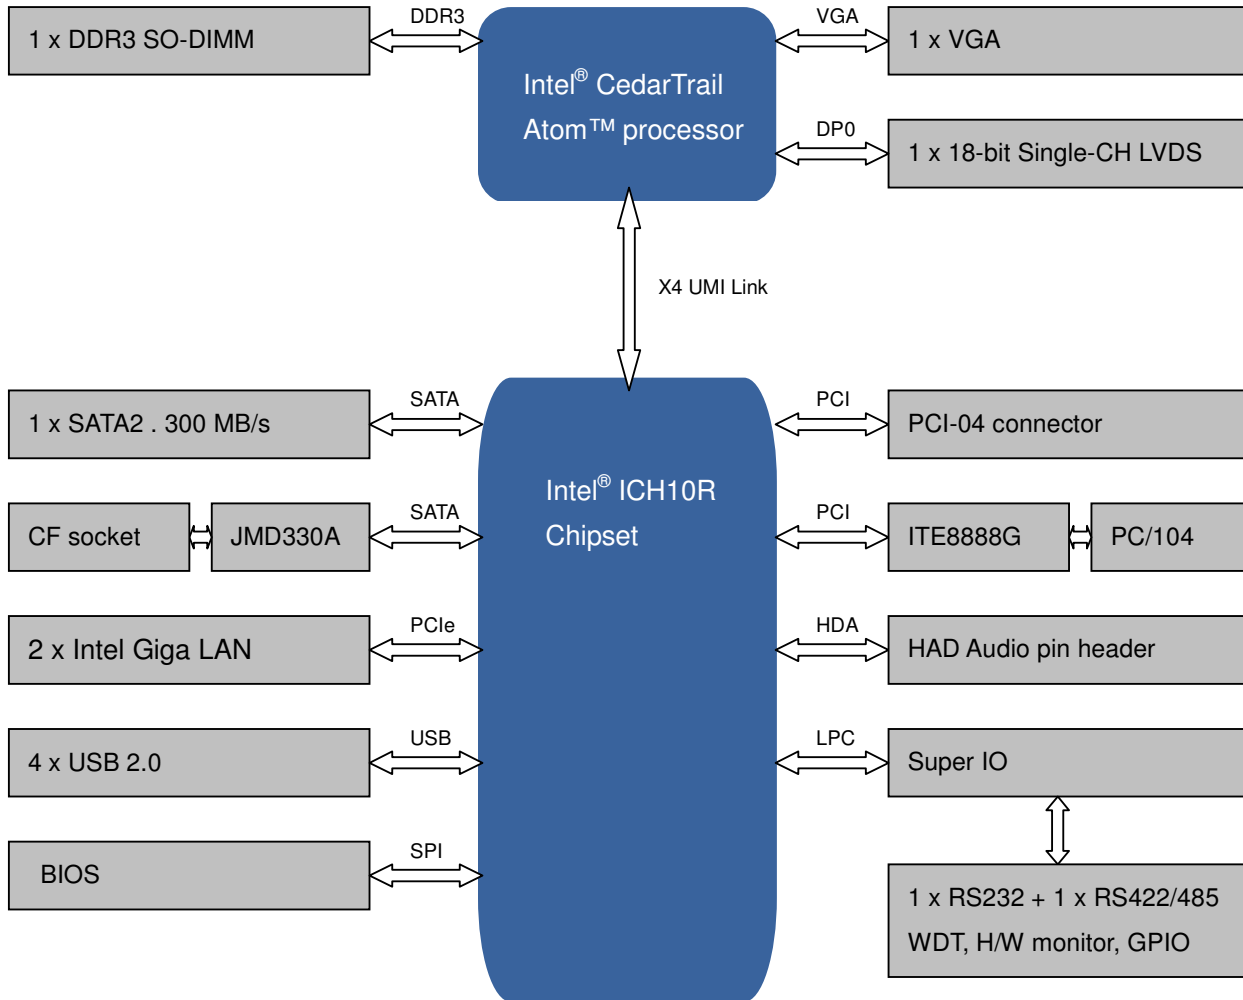 DDR3
VGA
1 x DDR3 SO-DIMM
1 x VGA
Intel® CedarTrail
Atom™ processor
DP0
1 x 18-bit Single-CH LVDS
X4 UMI Link
SATA
PCI
1 x SATA2 . 300 MB/s
PCI-04 connector
Intel® ICH10R
Chipset
SATA
PCI
CF socket
JMD330A
ITE8888G
PC/104
PCIe
HDA
2 x Intel Giga LAN
HAD Audio pin header
USB
LPC
4 x USB 2.0
Super IO
SPI
BIOS
1 x RS232 + 1 x RS422/485
WDT, H/W monitor, GPIO